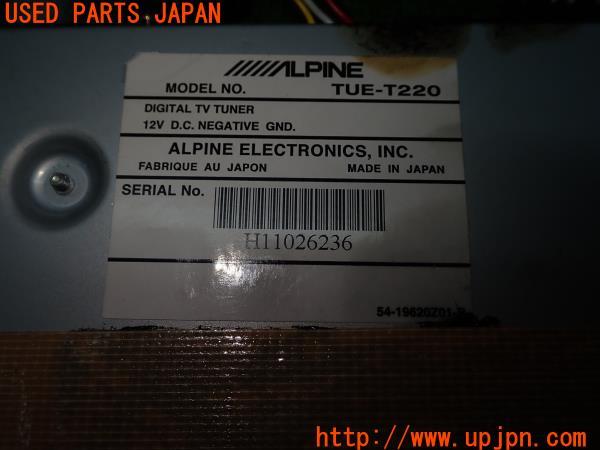 USED PARTS JAPAN
ALPINE
MODEL NO. TUE-T220
DIGITAL TV TUNER
12V D.C. NEGATIVE GND.
ALPINE ELECTRONICS, INC.
FABRIQUE AU JAPON MADE IN JAPAN
SERIAL No.
H11026236
UPJ
http://www.upjpn.com/